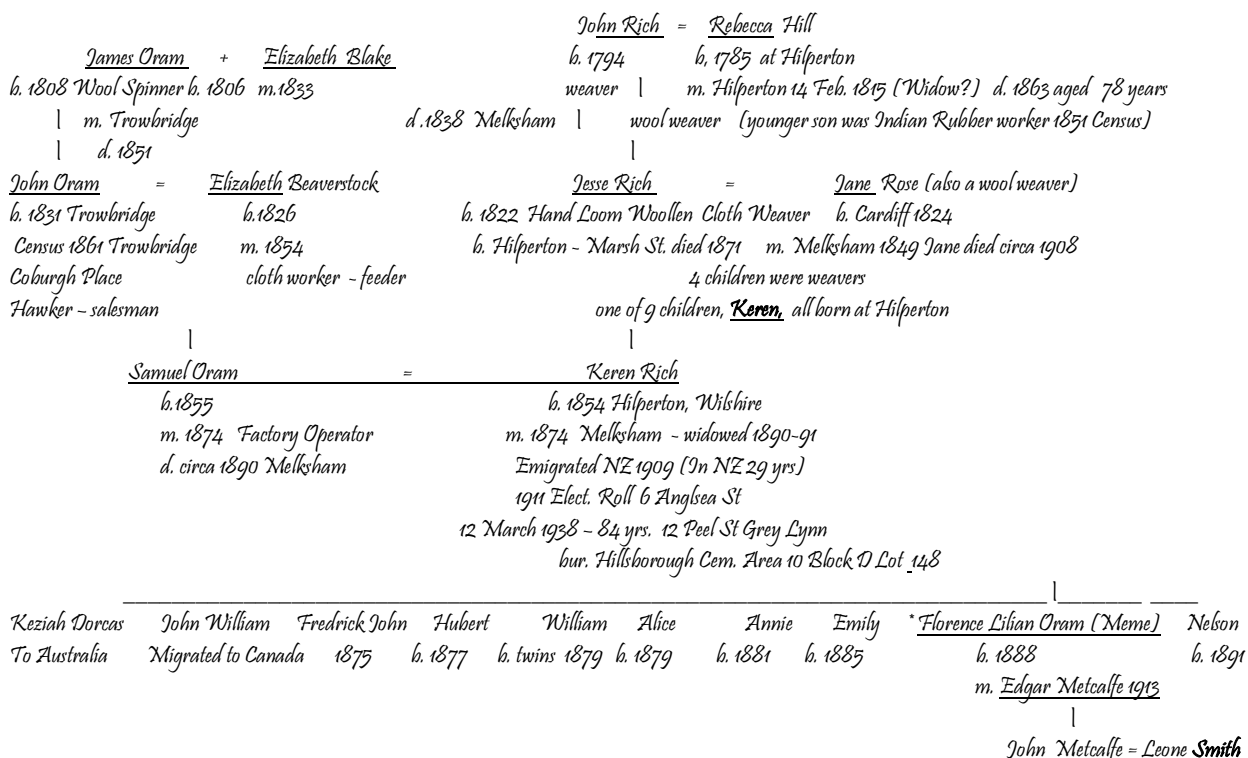 John Rich = Rebecca Hill
James Oram + Elizabeth Blake b. 1794 b, 1785 at Hilperton
b. 1808 Wool Spinner b. 1806 m.1833 weaver | m. Hilperton 14 Feb. 1815 (Widow?) d. 1863 aged 78 years
| m. Trowbridge d.1838 Melksham | wool weaver (younger son was Indian Rubber worker 1851 Census)
| d. 1851 |
John Oram = Elizabeth Beaverstock Jesse Rich = Jane Rose (also a wool weaver)
b. 1831 Trowbridge b.1826 b. 1822 Hand Loom Woollen Cloth Weaver b. Cardiff 1824
Census 1861 Trowbridge m. 1854 b. Hilperton ~ Marsh St. died 1871 m. Melksham 1849 Jane died circa 1908
Coburgh Place cloth worker ~ feeder 4 children were weavers
Hawker – salesman one of 9 children, Keren, all born at Hilperton
| |
Samuel Oram = Keren Rich
b.1855 b. 1854 Hilperton, Wilshire
m. 1874 Factory Operator m. 1874 Melksham ~ widowed 1890-91
d. circa 1890 Melksham Emigrated NZ 1909 (In NZ 29 yrs)
1911 Elect. Roll 6 Anglsea St
12 March 1938 – 84 yrs. 12 Peel St Grey Lynn
bur. Hillsborough Cem. Area 10 Block D Lot 148
|
Keziah Dorcas John William Fredrick John Hubert William Alice Annie Emily * Florence Lilian Oram (Meme) Nelson
To Australia Migrated to Canada 1875 b. 1877 b. twins 1879 b. 1879 b. 1881 b. 1885 b. 1888 b. 1891
m. Edgar Metcalfe 1913
|
John Metcalfe = Leone Smith